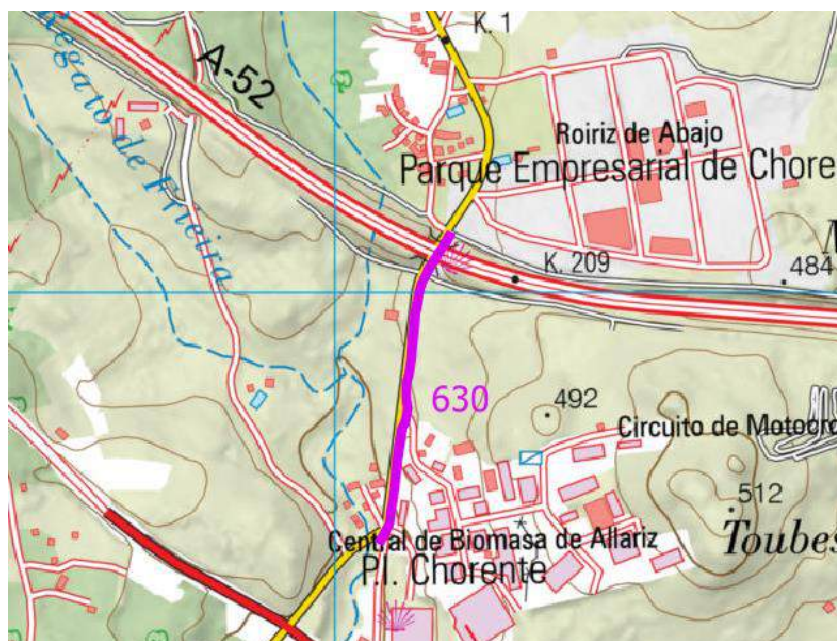 K. 1
A-52
Regato de Frieira
Roiriz de Abajo
Parque Empresarial de Chore
K. 209
484
630
492
Circuito de Motocro
512
Central de Biomasa de Allariz
Toubes
P.I. Chorente